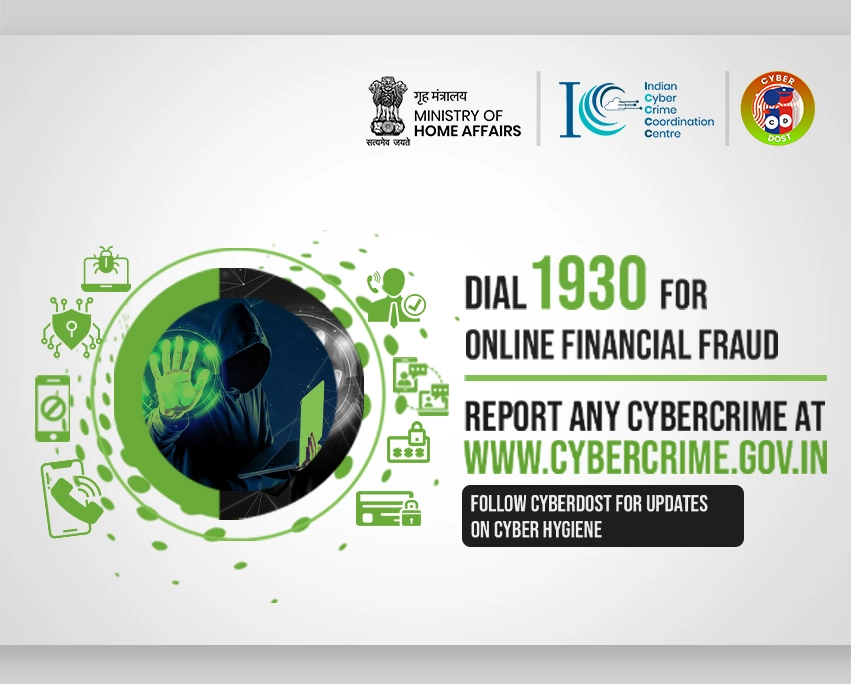 गृह मंत्रालय
MINISTRY OF
HOME AFFAIRS
सत्यमेव जयते
Indian
Cyber
Crime
Coordination
Centre
CYBER
CD
DOST
DIAL 1930 FOR
ONLINE FINANCIAL FRAUD
REPORT ANY CYBERCRIME AT
WWW.CYBERCRIME.GOV.IN
FOLLOW CYBERDOST FOR UPDATES
ON CYBER HYGIENE